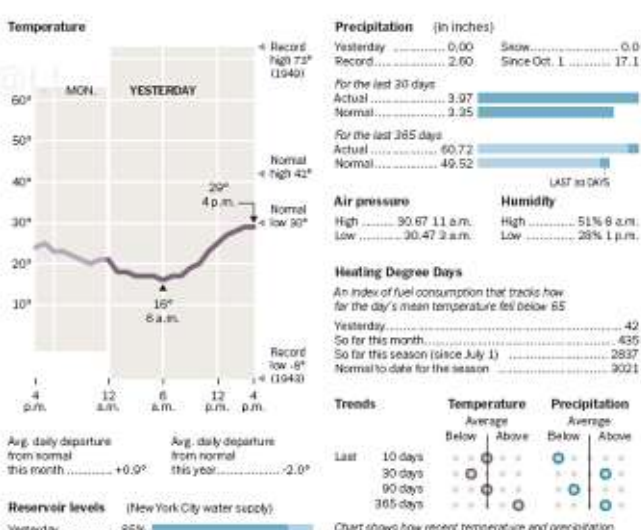 Temperature
Record
high 73°
(1949)
MON.
YESTERDAY
60°
50°
40°
30°
20°
10°
Normal
high 42°
29°
4 p.m.
Normal
low 30°
16°
6 a.m.
Record
low -8°
(1943)
4
p.m.
12
a.m.
6
a.m.
12
p.m.
4
p.m.
Avg. daily departure
from normal
this month +0.9°
Avg. daily departure
from normal
this year -2.0°
Reservoir levels (New York City water supply)
Yesterday 85%
Precipitation (in inches)
Yesterday 0.00
Record 2.60
Snow 0.0
Since Oct. 1 17.1
For the last 30 days
Actual 3.97
Normal 3.35
For the last 365 days
Actual 60.72
Normal 49.52
LAST 30 DAYS
Air pressure
High 30.67 11 a.m.
Low 30.47 3 a.m.
Humidity
High 51% 6 a.m.
Low 28% 1 p.m.
Heating Degree Days
An index of fuel consumption that tracks how
far the day's mean temperature fell below 65
Yesterday 42
So far this month 435
So far this season (since July 1) 2837
Normal to date for the season 3021
Trends
Temperature
Average
Below Above
Precipitation
Average
Below Above
Last 10 days
30 days
90 days
365 days
Chart shows how recent temperature and precipitation